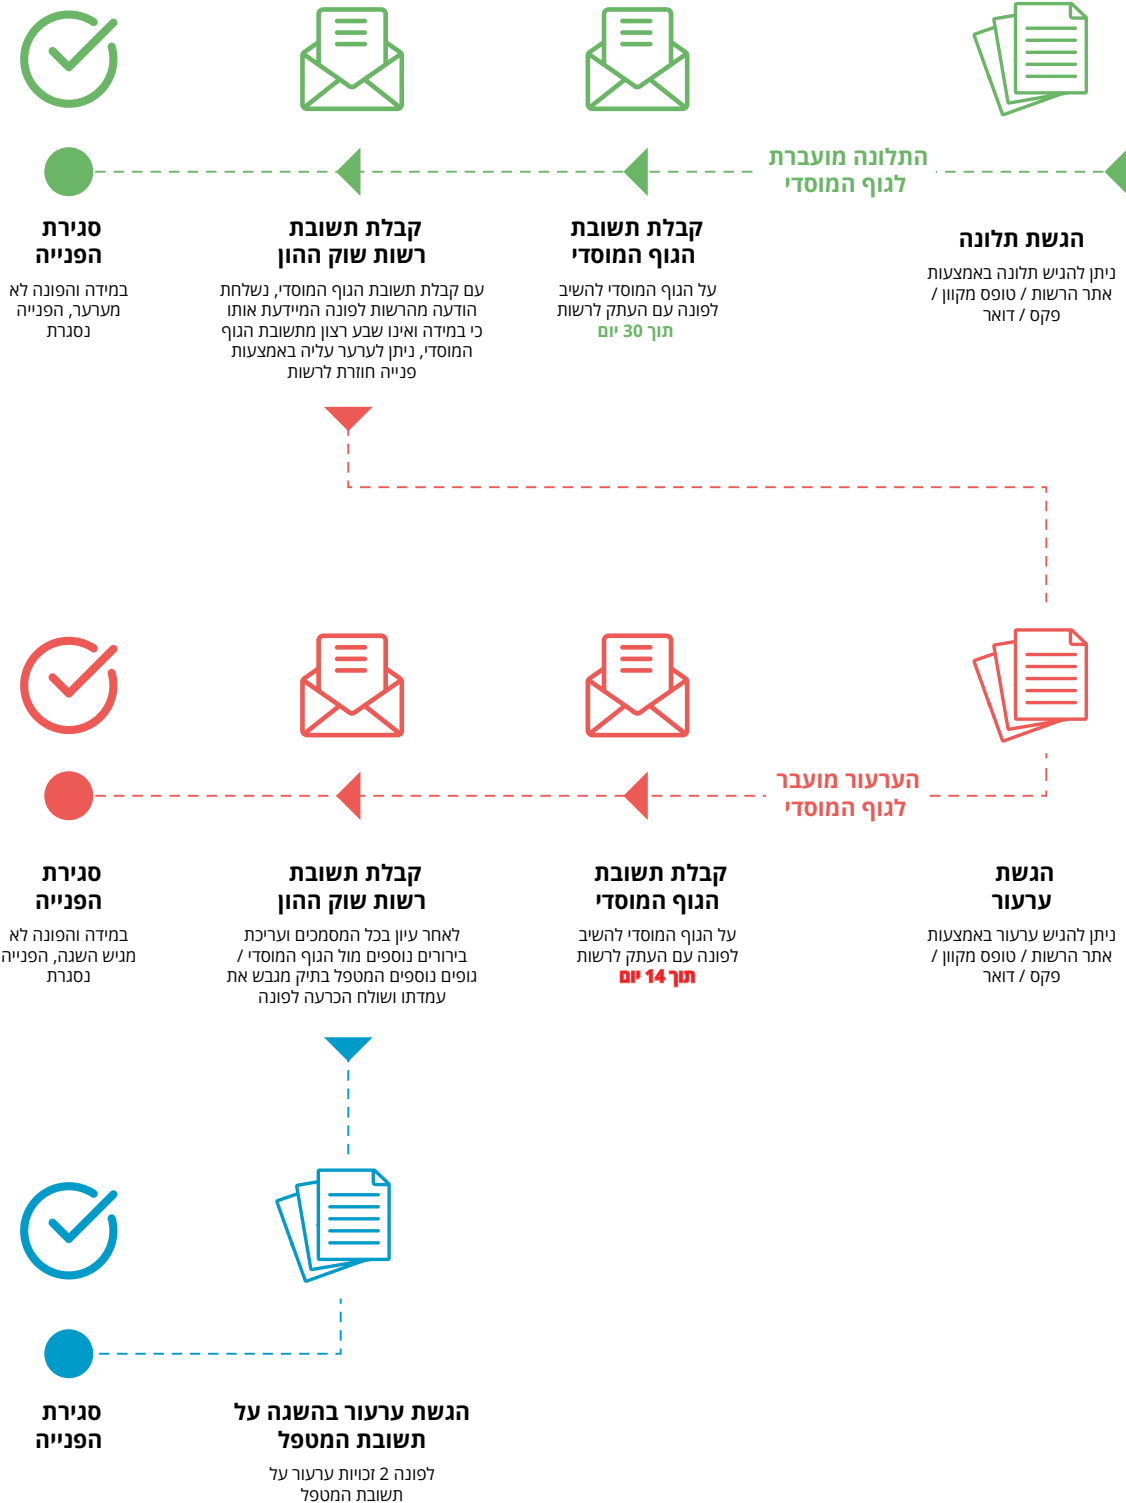 הגשת תלונה
ניתן להגיש תלונה באמצעות
אתר הרשות / טופס מקוון /
פקס / דואר
התלונה מועברת
לגוף המוסדי
קבלת תשובת
הגוף המוסדי
על הגוף המוסדי להשיב
לפונה עם העתק לרשות
תוך 30 יום
קבלת תשובת
רשות שוק ההון
עם קבלת תשובת הגוף המוסדי, נשלחת
הודעה מהרשות לפונה המיידעת אותו
כי במידה ואינו שבע רצון מתשובת הגוף
המוסדי, ניתן לערער עליה באמצעות
פנייה חוזרת לרשות
סגירת
הפנייה
במידה והפונה לא
מערער, הפנייה
נסגרת
הגשת
ערעור
ניתן להגיש ערעור באמצעות
אתר הרשות / טופס מקוון /
פקס / דואר
הערעור מועבר
לגוף המוסדי
קבלת תשובת
הגוף המוסדי
על הגוף המוסדי להשיב
לפונה עם העתק לרשות
תוך 14 יום
קבלת תשובת
רשות שוק ההון
לאחר עיון בכל המסמכים ועריכת
בירורים נוספים מול הגוף המוסדי /
גופים נוספים המטפל בתיק מגבש את
עמדתו ושולח הכרעה לפונה
סגירת
הפנייה
במידה והפונה לא
מגיש השגה, הפנייה
נסגרת
הגשת ערעור בהשגה על
תשובת המטפל
לפונה 2 זכויות ערעור על
תשובת המטפל
סגירת
הפנייה